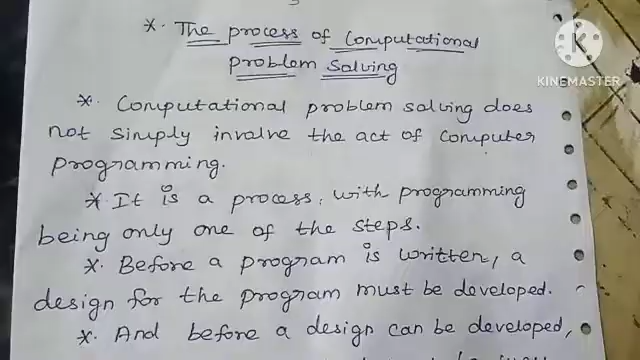 *. The process of Computational
problem Solving
KINEMASTER
*. Computational problem solving does
not simply involve the act of computer
programming.
*. It is a process, with programming
being only one of the steps.
*. Before a program is written, a
design for the program must be developed.
*. And before a design can be developed,